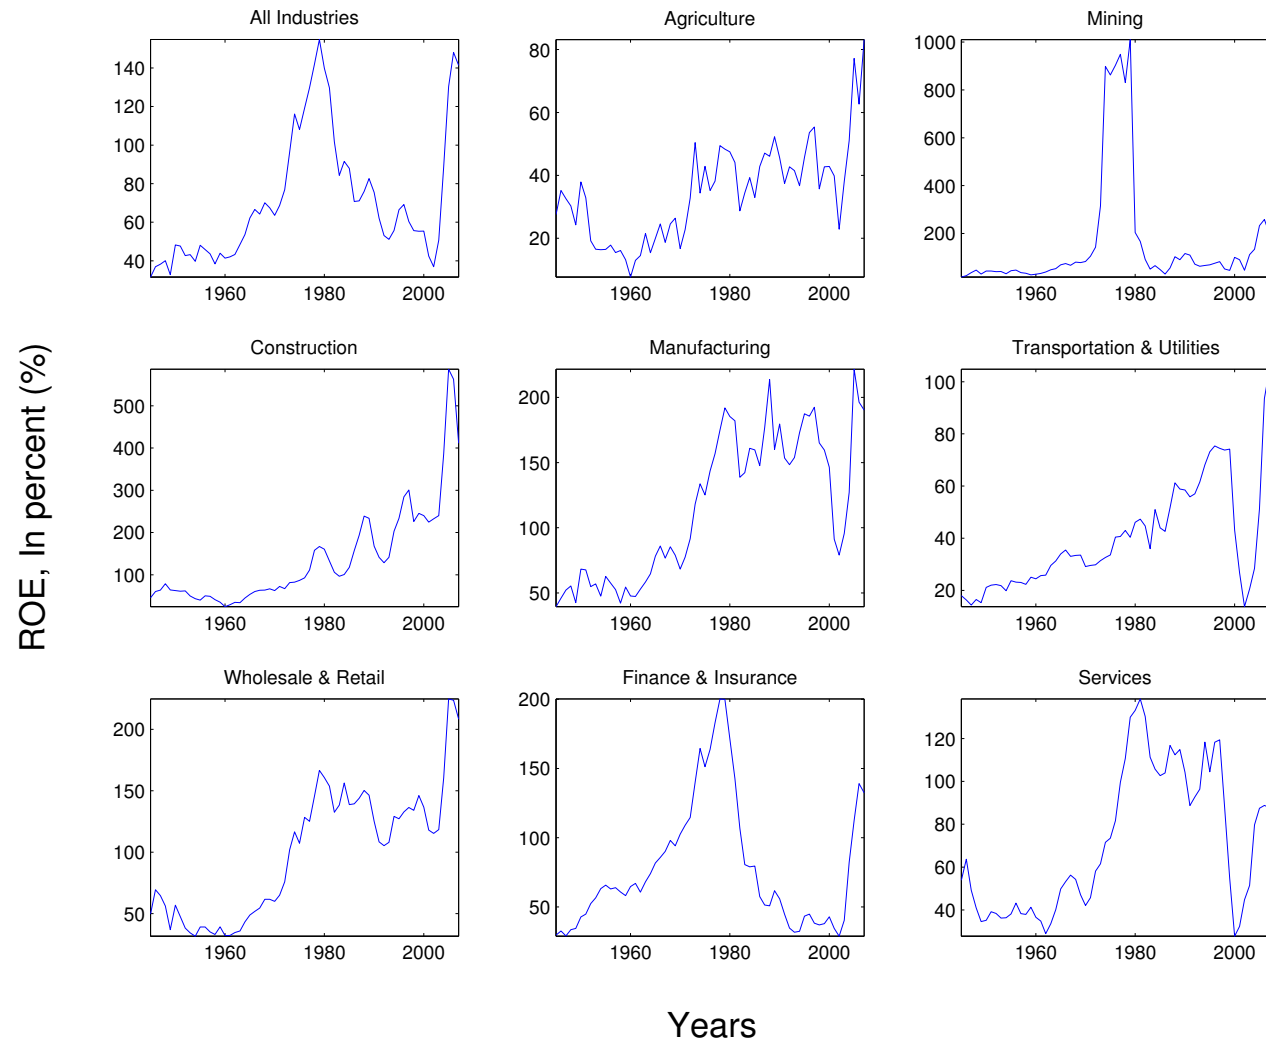 All Industries
140
120
100
80
60
40
1960 1980 2000
Agriculture
80
60
40
20
1960 1980 2000
Mining
1000
800
600
400
200
1960 1980 2000
Construction
500
400
300
200
100
1960 1980 2000
Manufacturing
200
150
100
50
1960 1980 2000
Transportation & Utilities
100
80
60
40
20
1960 1980 2000
Wholesale & Retail
200
150
100
50
1960 1980 2000
Finance & Insurance
200
150
100
50
1960 1980 2000
Services
120
100
80
60
40
1960 1980 2000
ROE, In percent (%)
Years